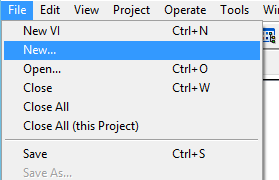 File Edit View Project Operate Tools
New VI Ctrl+N
New...
Open... Ctrl+O
Close Ctrl+W
Close All
Close All (this Project)
Save Ctrl+S
Save As...